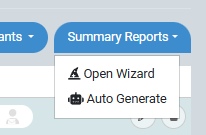 ants
Summary Reports
Open Wizard
Auto Generate